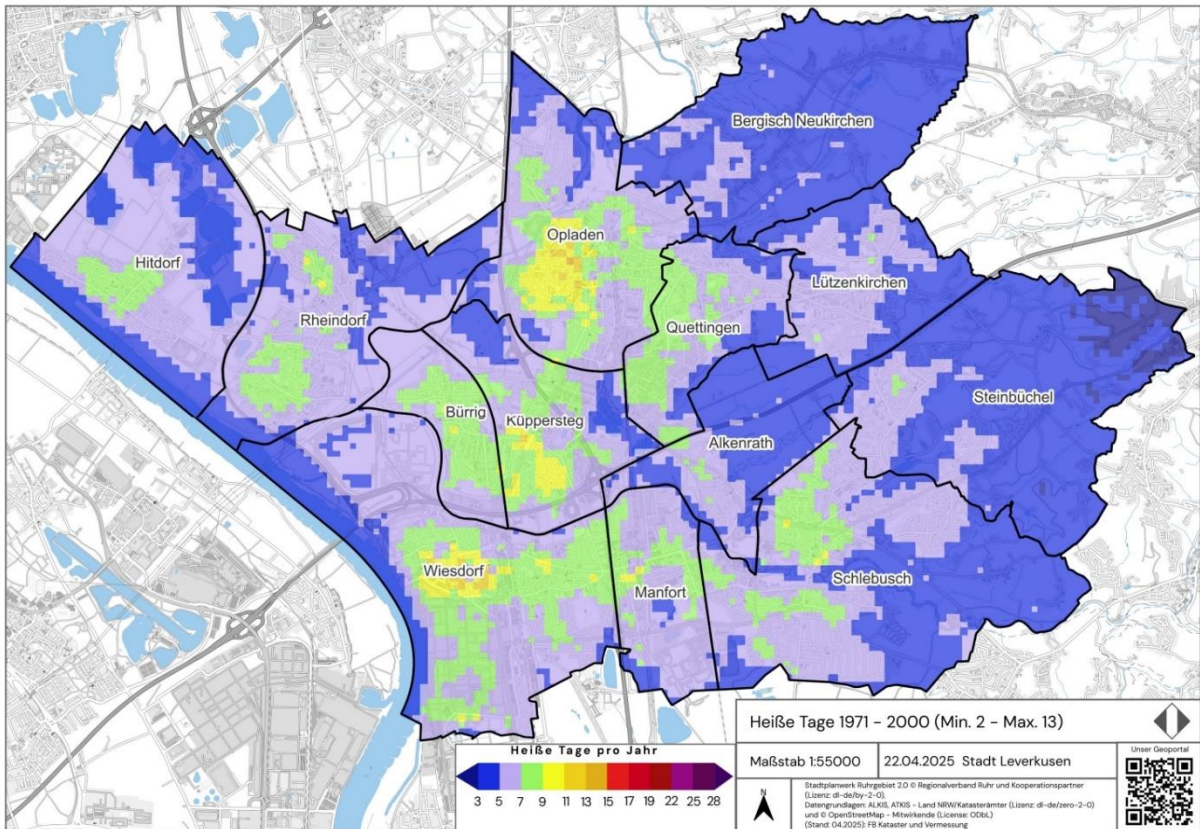 Bergisch Neukirchen
Opladen
Hitdorf
Lützenkirchen
Rheindorf
Quettingen
Steinbüchel
Bürrig
Küppersteg
Alkenrath
Wiesdorf
Schlebusch
Manfort
Heiße Tage 1971 - 2000 (Min. 2 - Max. 13)
Heiße Tage pro Jahr
3 5 7 9 11 13 15 17 19 22 25 28
Maßstab 1:55000
22.04.2025 Stadt Leverkusen
Unser Geoportal
N
Stadtplanwerk Ruhrgebiet 2.0 © Regionalverband Ruhr und Kooperationspartner
(Lizenz: dl-de/by-2-0),
Datengrundlagen: ALKIS, ATKIS - Land NRW/Katasterämter (Lizenz: dl-de/zero-2-0)
und © OpenStreetMap - Mitwirkende (License: ODbL)
(Stand: 04.2025): FB Kataster und Vermessung